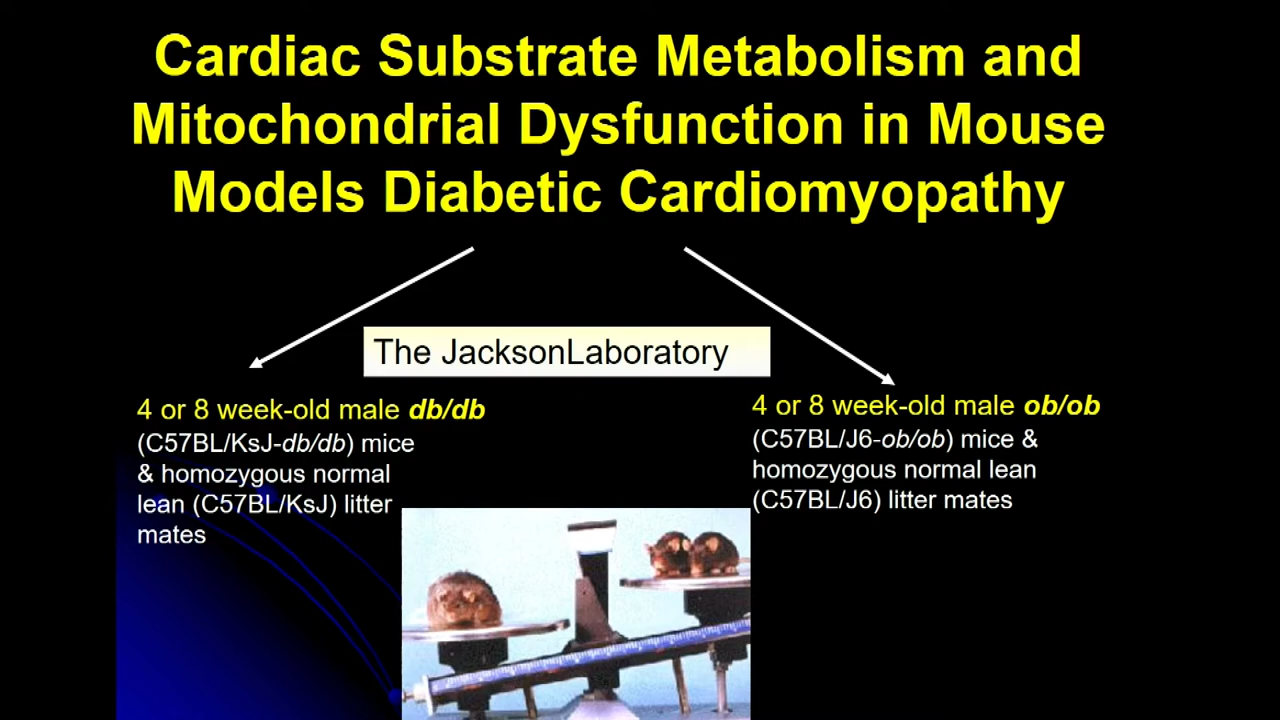 Cardiac Substrate Metabolism and
Mitochondrial Dysfunction in Mouse
Models Diabetic Cardiomyopathy
The JacksonLaboratory
4 or 8 week-old male db/db
(C57BL/KsJ-db/db) mice
& homozygous normal
lean (C57BL/KsJ) litter
mates
4 or 8 week-old male ob/ob
(C57BL/J6-ob/ob) mice &
homozygous normal lean
(C57BL/J6) litter mates